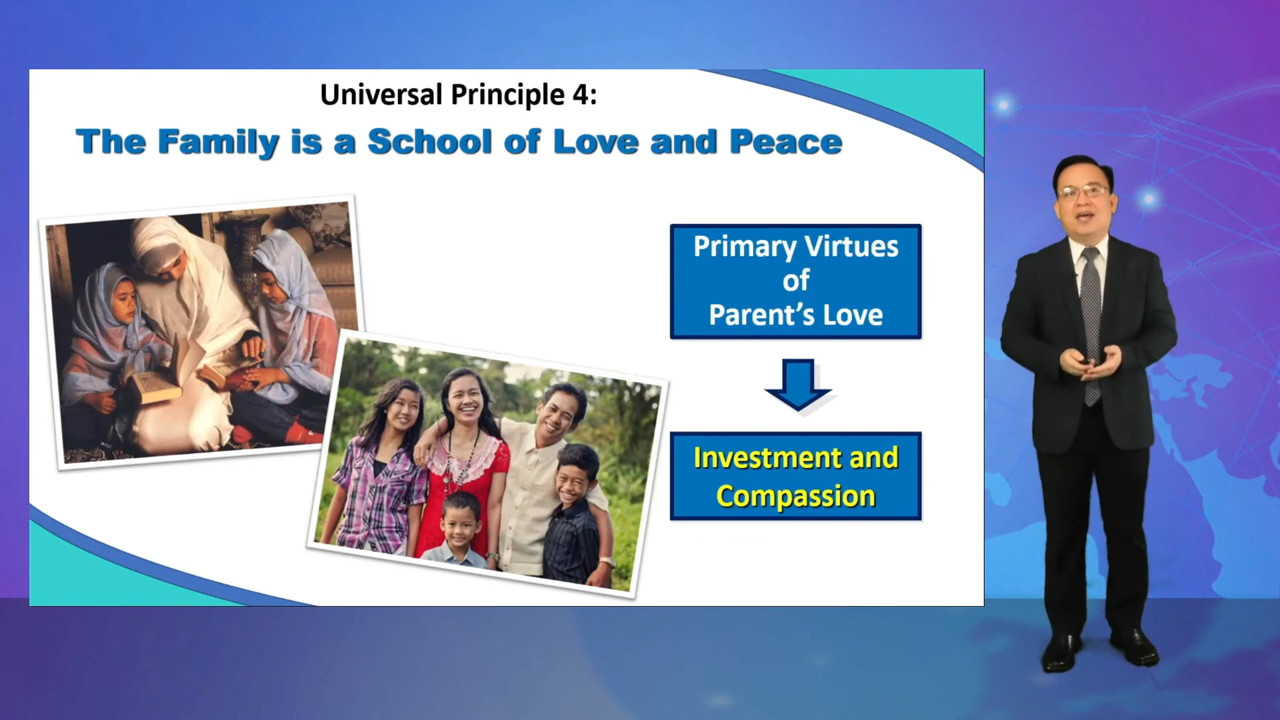 Universal Principle 4:
The Family is a School of Love and Peace
Primary Virtues
of
Parent’s Love
Investment and
Compassion